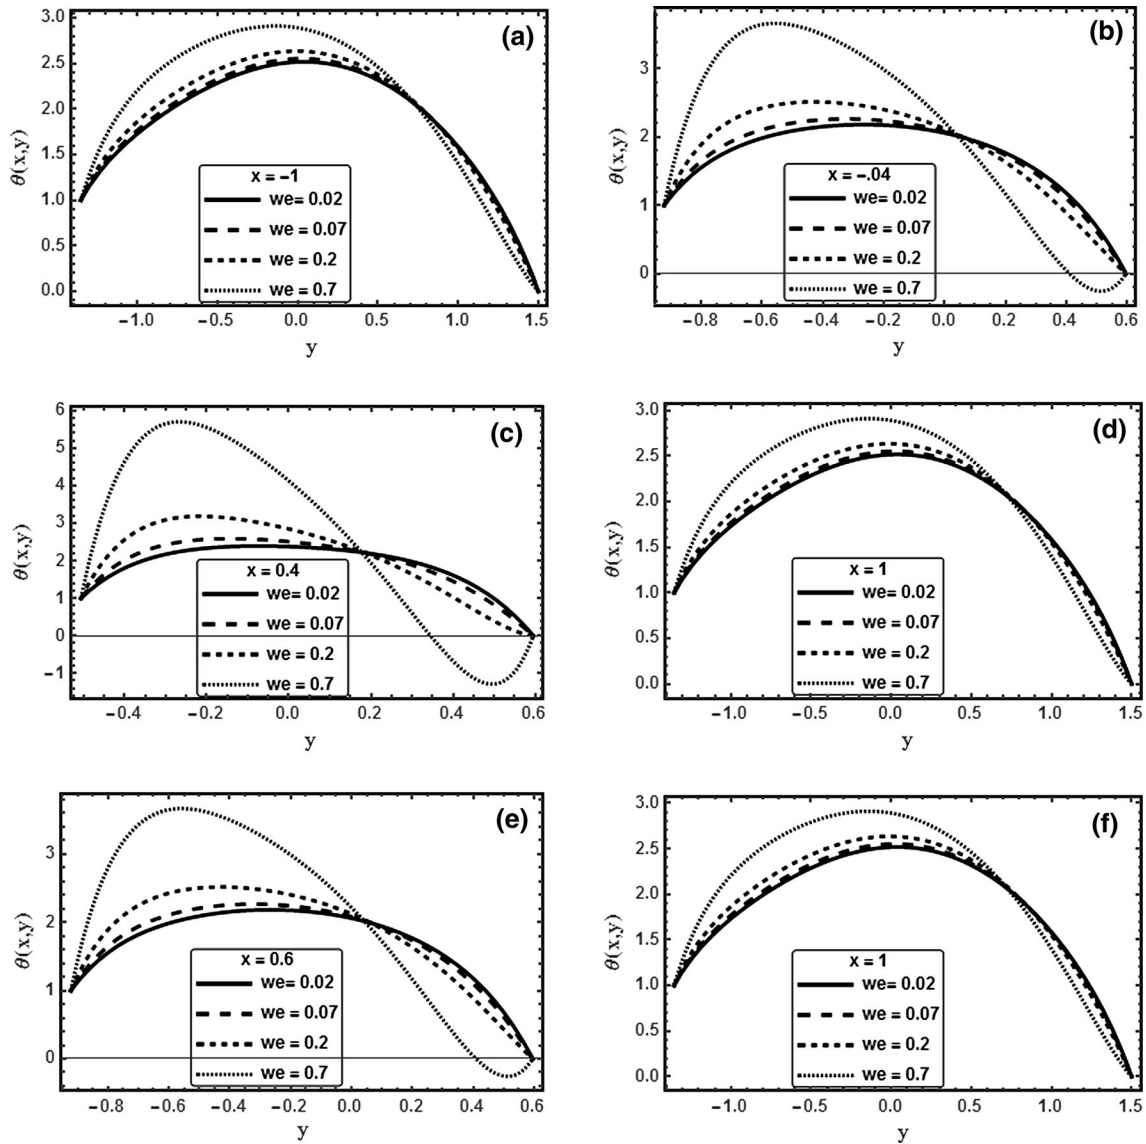 (a)
3.0
2.5
2.0
1.5
1.0
0.5
0.0
θ(x,y)
x = −1
we= 0.02
we = 0.07
we = 0.2
we = 0.7
−1.0 −0.5 0.0 0.5 1.0 1.5
y
(b)
3
2
1
0
θ(x,y)
x = −.04
we= 0.02
we = 0.07
we = 0.2
we = 0.7
−0.8 −0.6 −0.4 −0.2 0.0 0.2 0.4 0.6
y
(c)
6
5
4
3
2
1
0
−1
θ(x,y)
x = 0.4
we= 0.02
we = 0.07
we = 0.2
we = 0.7
−0.4 −0.2 0.0 0.2 0.4 0.6
y
(d)
3.0
2.5
2.0
1.5
1.0
0.5
0.0
θ(x,y)
x = 1
we= 0.02
we = 0.07
we = 0.2
we = 0.7
−1.0 −0.5 0.0 0.5 1.0 1.5
y
(e)
3
2
1
0
θ(x,y)
x = 0.6
we= 0.02
we = 0.07
we = 0.2
we = 0.7
−0.8 −0.6 −0.4 −0.2 0.0 0.2 0.4 0.6
y
(f)
3.0
2.5
2.0
1.5
1.0
0.5
0.0
θ(x,y)
x = 1
we= 0.02
we = 0.07
we = 0.2
we = 0.7
−1.0 −0.5 0.0 0.5 1.0 1.5
y